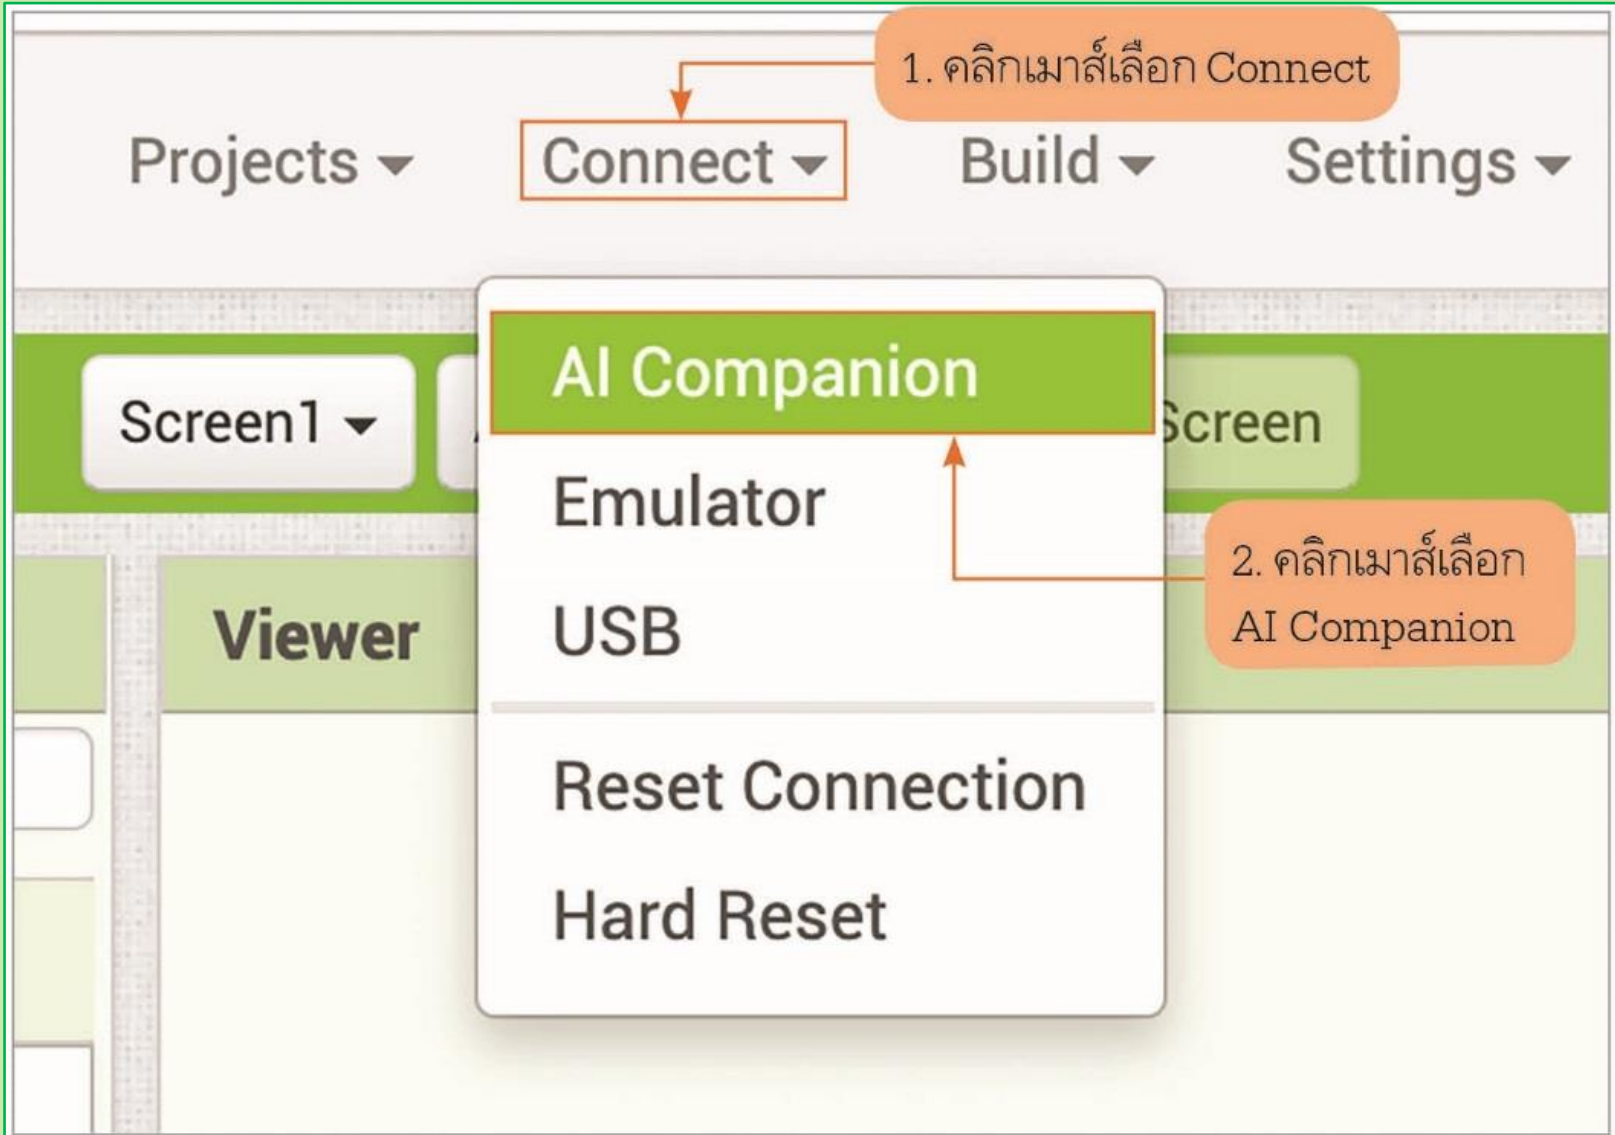 1. คลิกเมาส์เลือก Connect
Projects Connect Build Settings
AI Companion
Screen1 Screen
Emulator
2. คลิกเมาส์เลือก
AI Companion
Viewer USB
Reset Connection
Hard Reset